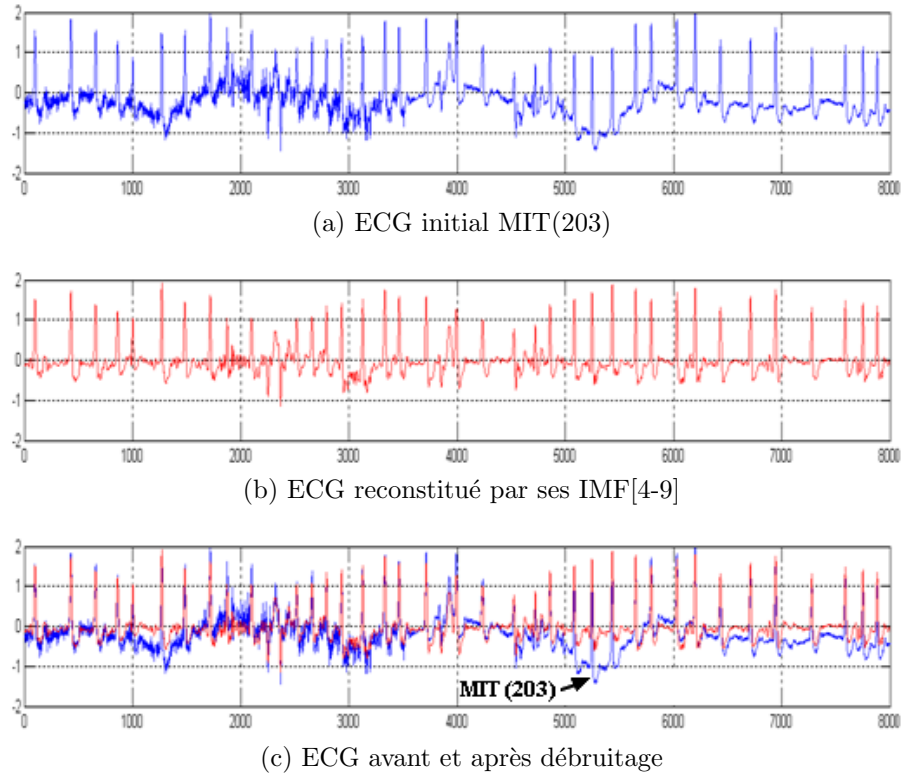 2
1
0
-1
-2
0 1000 2000 3000 4000 5000 6000 7000 8000
(a) ECG initial MIT(203)
2
1
0
-1
-2
0 1000 2000 3000 4000 5000 6000 7000 8000
(b) ECG reconstitué par ses IMF[4-9]
2
1
0
-1
-2
MIT (203)
0 1000 2000 3000 4000 5000 6000 7000 8000
(c) ECG avant et après débruitage